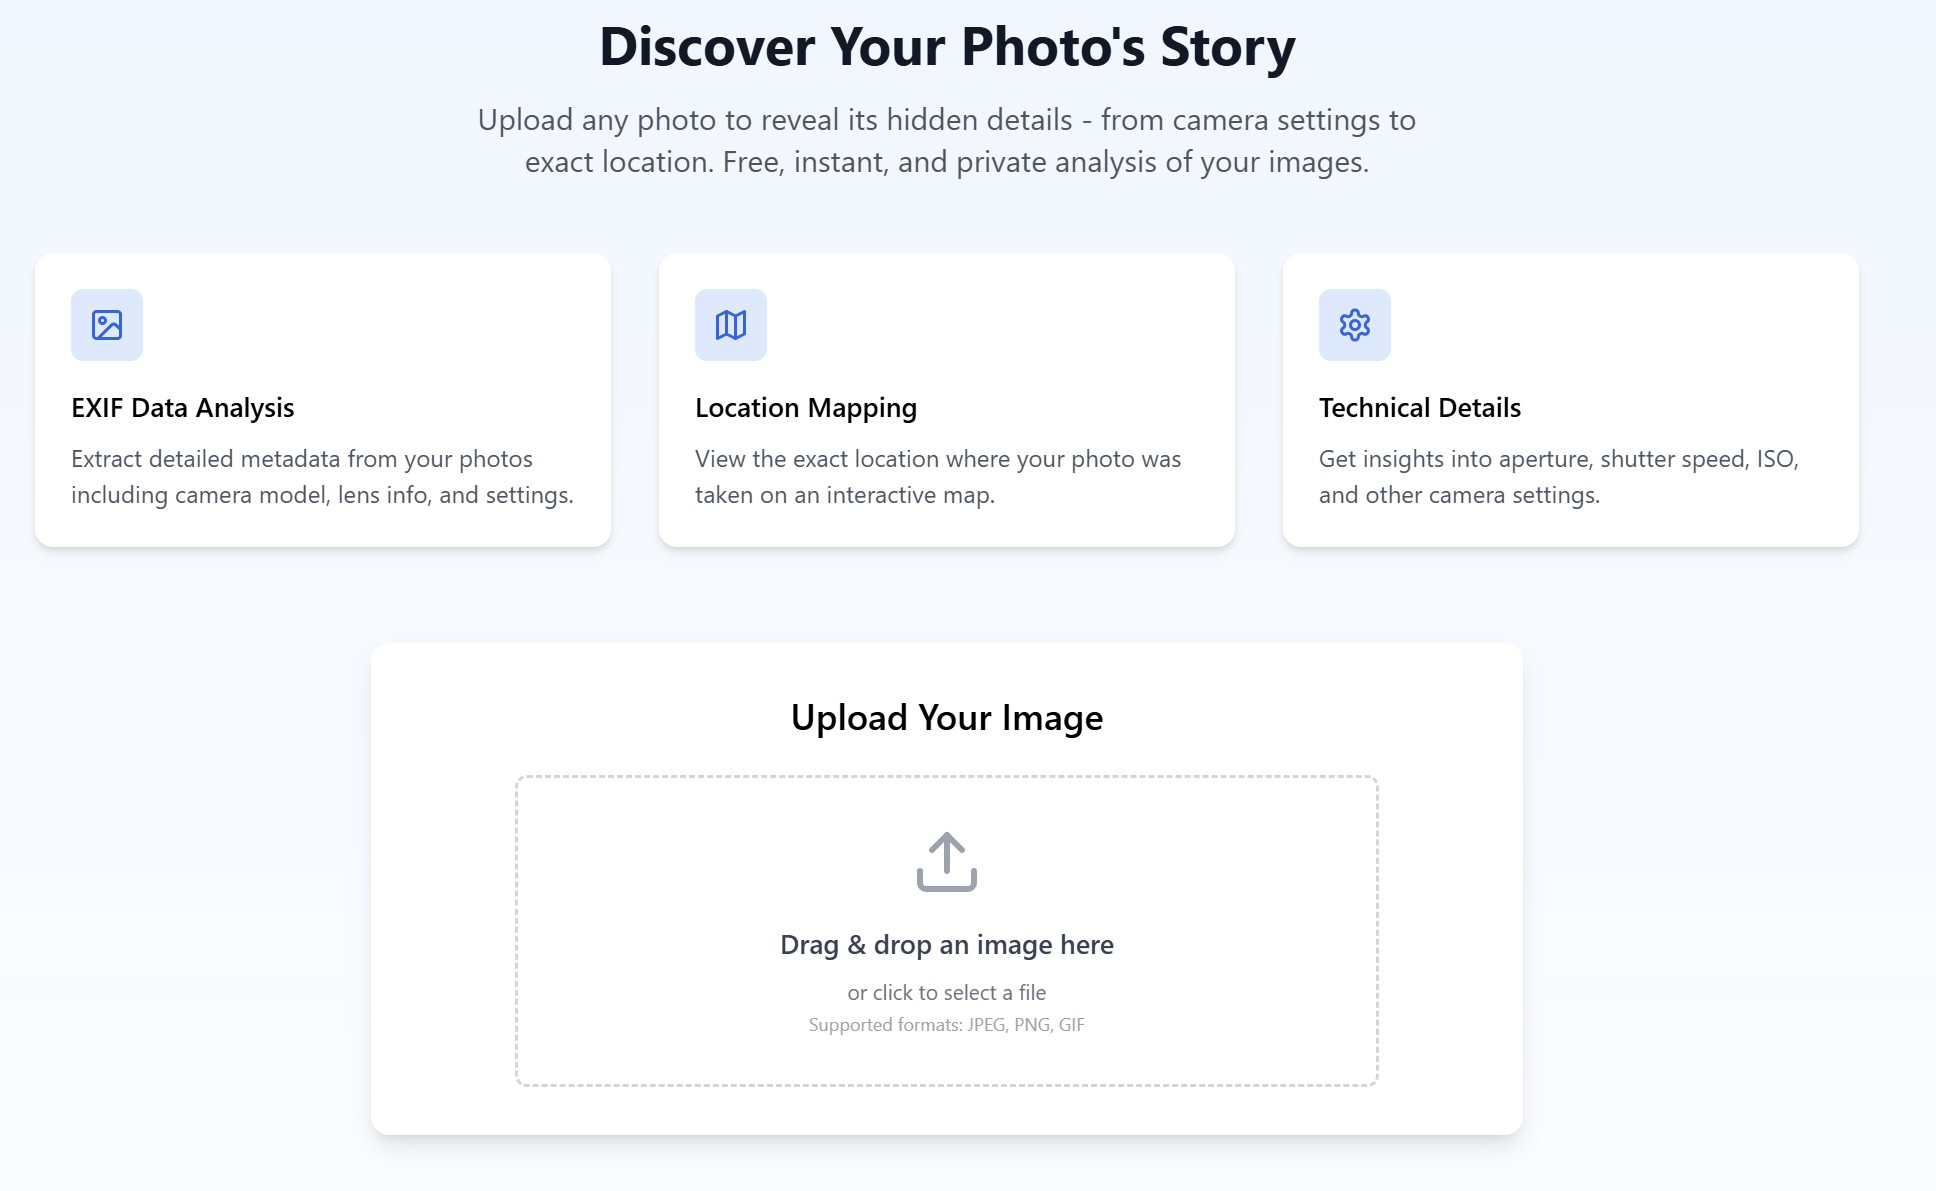 Discover Your Photo's Story
Upload any photo to reveal its hidden details - from camera settings to
exact location. Free, instant, and private analysis of your images.
EXIF Data Analysis
Extract detailed metadata from your photos
including camera model, lens info, and settings.
Location Mapping
View the exact location where your photo was
taken on an interactive map.
Technical Details
Get insights into aperture, shutter speed, ISO,
and other camera settings.
Upload Your Image
Drag & drop an image here
or click to select a file
Supported formats: JPEG, PNG, GIF